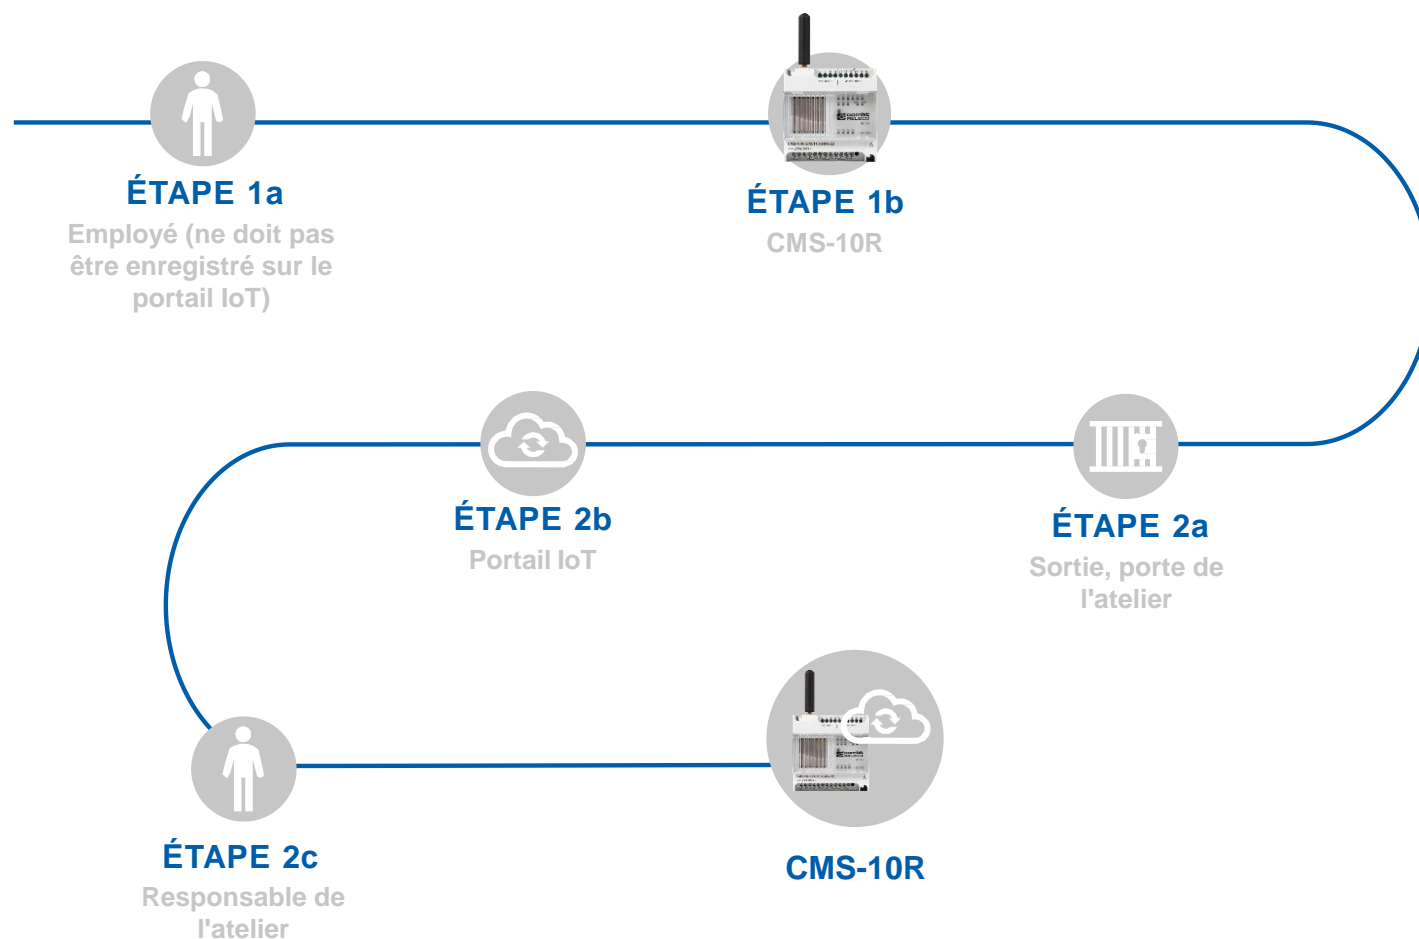 ÉTAPE 1a
Employé (ne doit pas
être enregistré sur le
portail IoT)
ÉTAPE 1b
CMS-10R
ÉTAPE 2a
Sortie, porte de
l'atelier
ÉTAPE 2b
Portail IoT
ÉTAPE 2c
Responsable de
l'atelier
CMS-10R